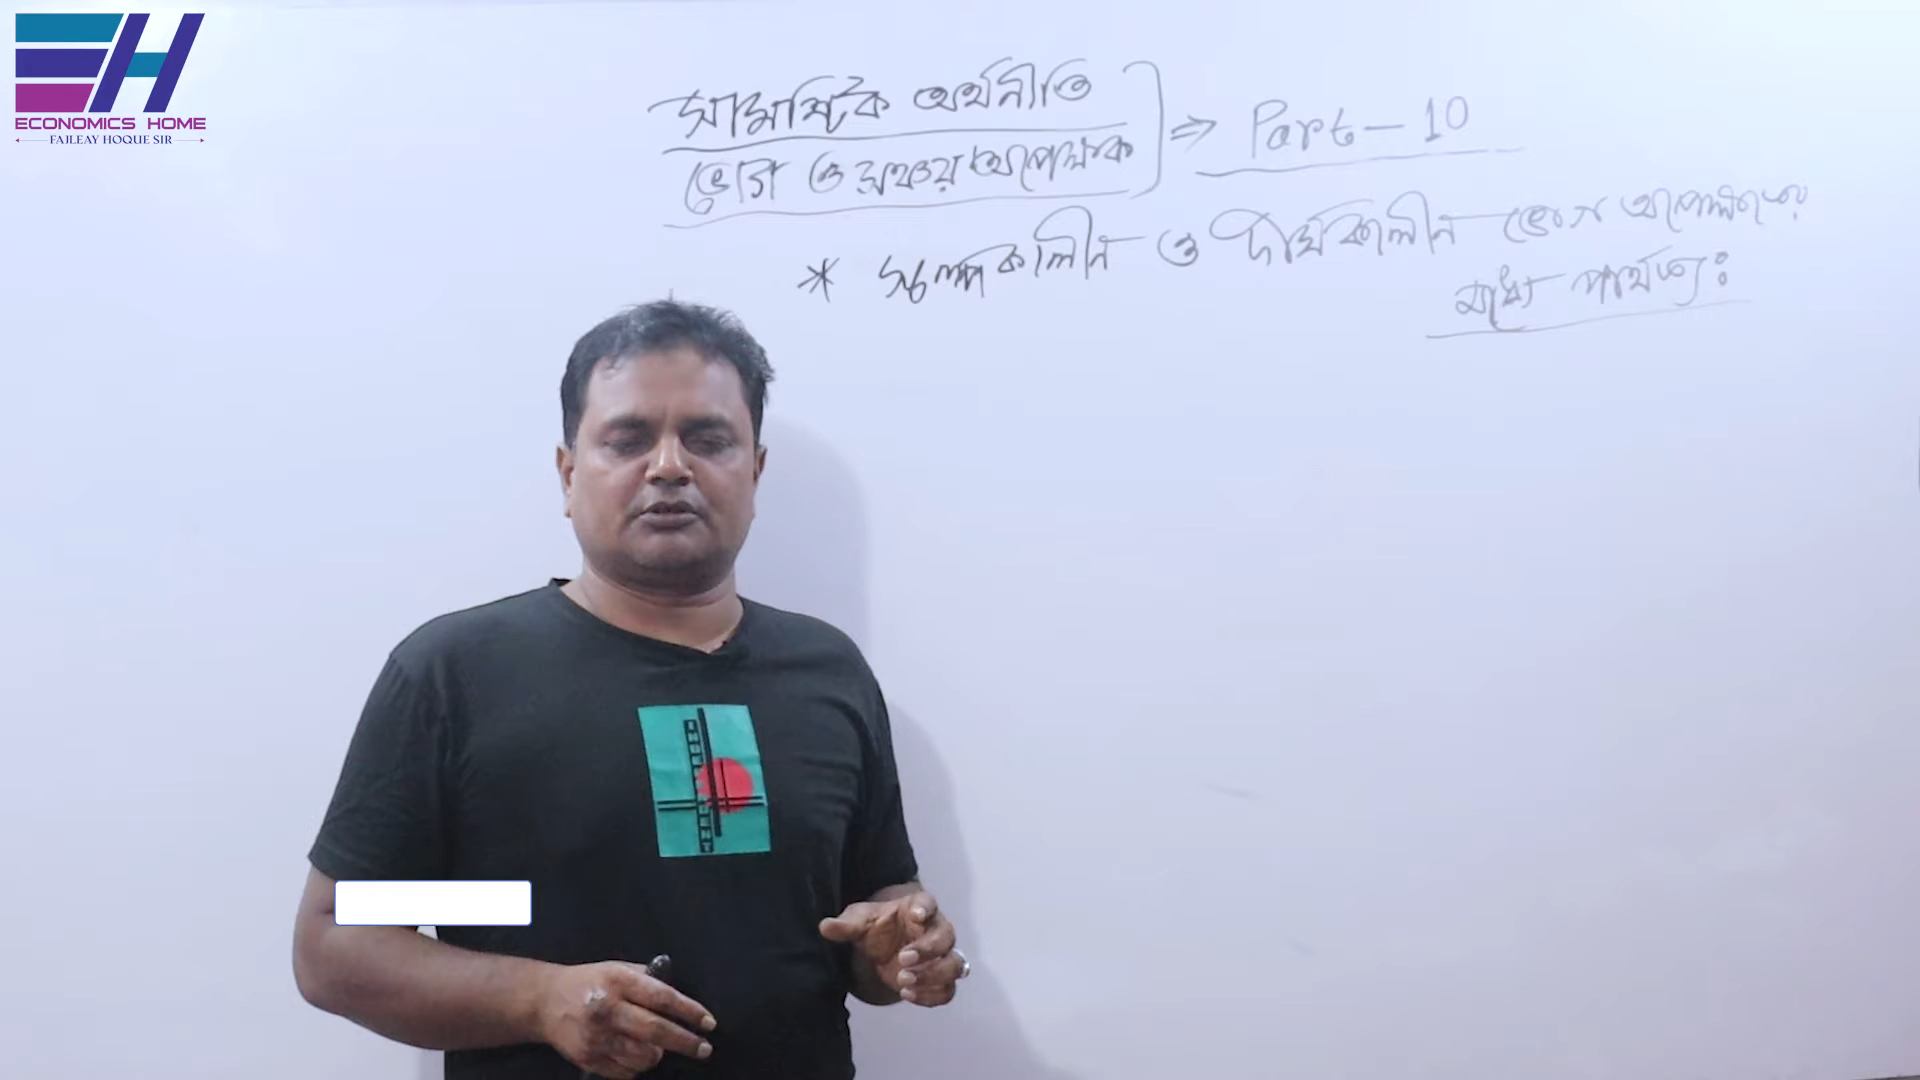 ECONOMICS HOME
FAJLEAY HOQUE SIR
সামষ্টিক অর্থনীতি
ভোগ ও সঞ্চয় অপেক্ষক
⇒ Part - 10
* স্বল্পকালীন ও দীর্ঘকালীন ভোগ অপেক্ষকের
মধ্যে পার্থক্যঃ